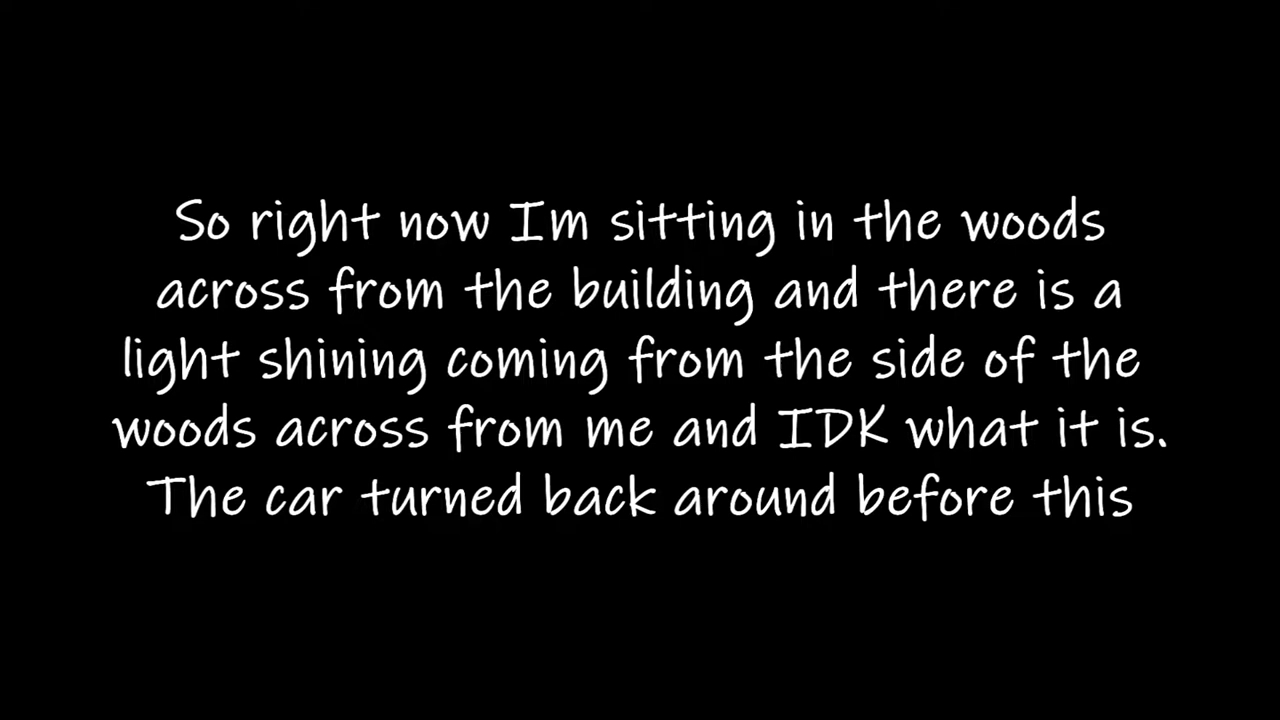 So right now Im sitting in the woods
across from the building and there is a
light shining coming from the side of the
woods across from me and IDK what it is.
The car turned back around before this